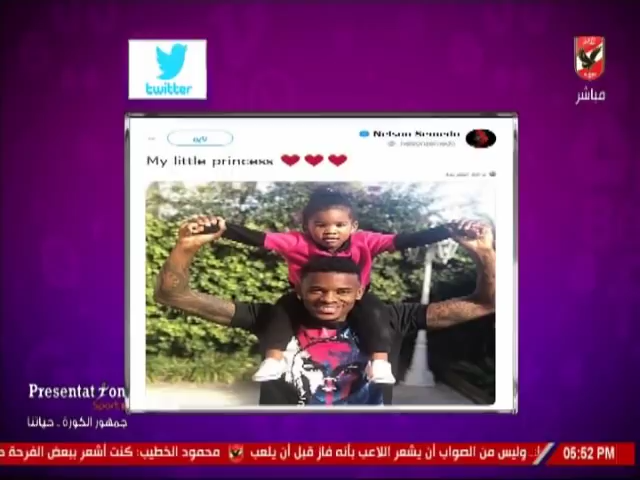 twitter
مباشر
Nelson Semedo
My little princess
Presentation
Sports
جمهور الكورة .. حياتنا
.. وليس من الصواب أن يشعر اللاعب بأنه فاز قبل أن يلعب محمود الخطيب: كنت أشعر ببعض الفرحة
05:52 PM